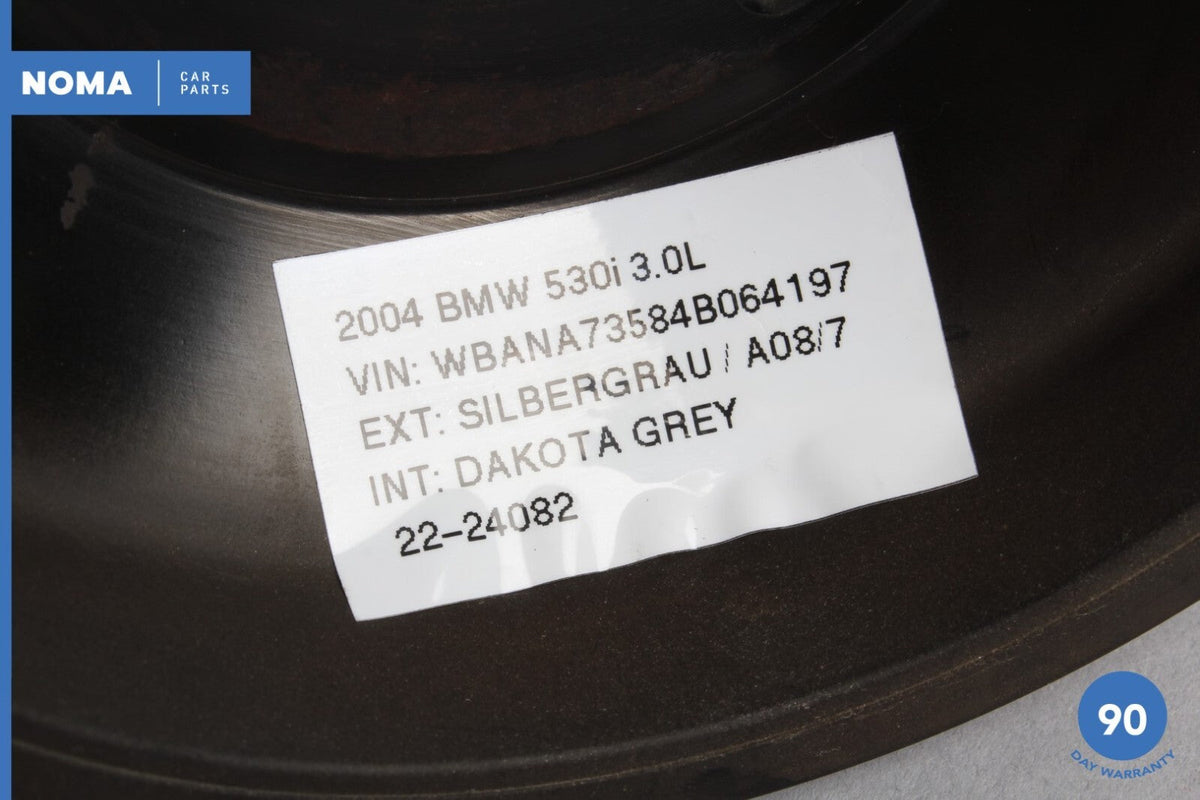 NOMA
CAR
PARTS
2004 BMW 530i 3.0L
VIN: WBANA73584B064197
EXT: SILBERGRAU / A08/7
INT: DAKOTA GREY
22-24082
90
DAY WARRANTY